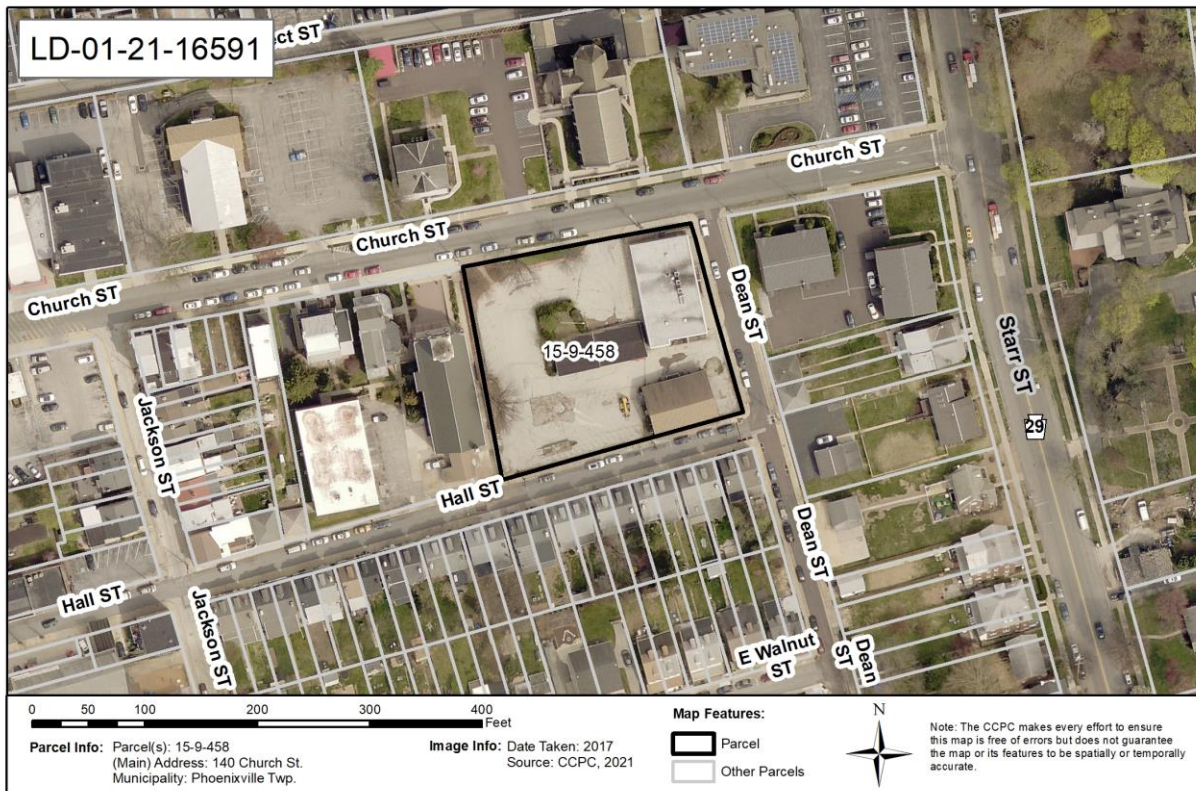 LD-01-21-16591
ect ST
Church ST
Church ST
Church ST
Dean ST
15-9-458
Starr ST
29
Jackson ST
Hall ST
Dean ST
Hall ST
Jackson ST
E Walnut
ST
Dean
ST
0 50 100 200 300 400
Feet
Parcel Info: Parcel(s): 15-9-458
(Main) Address: 140 Church St.
Municipality: Phoenixville Twp.
Image Info: Date Taken: 2017
Source: CCPC, 2021
Map Features:
Parcel
Other Parcels
N
Note: The CCPC makes every effort to ensure
this map is free of errors but does not guarantee
the map or its features to be spatially or temporally
accurate.